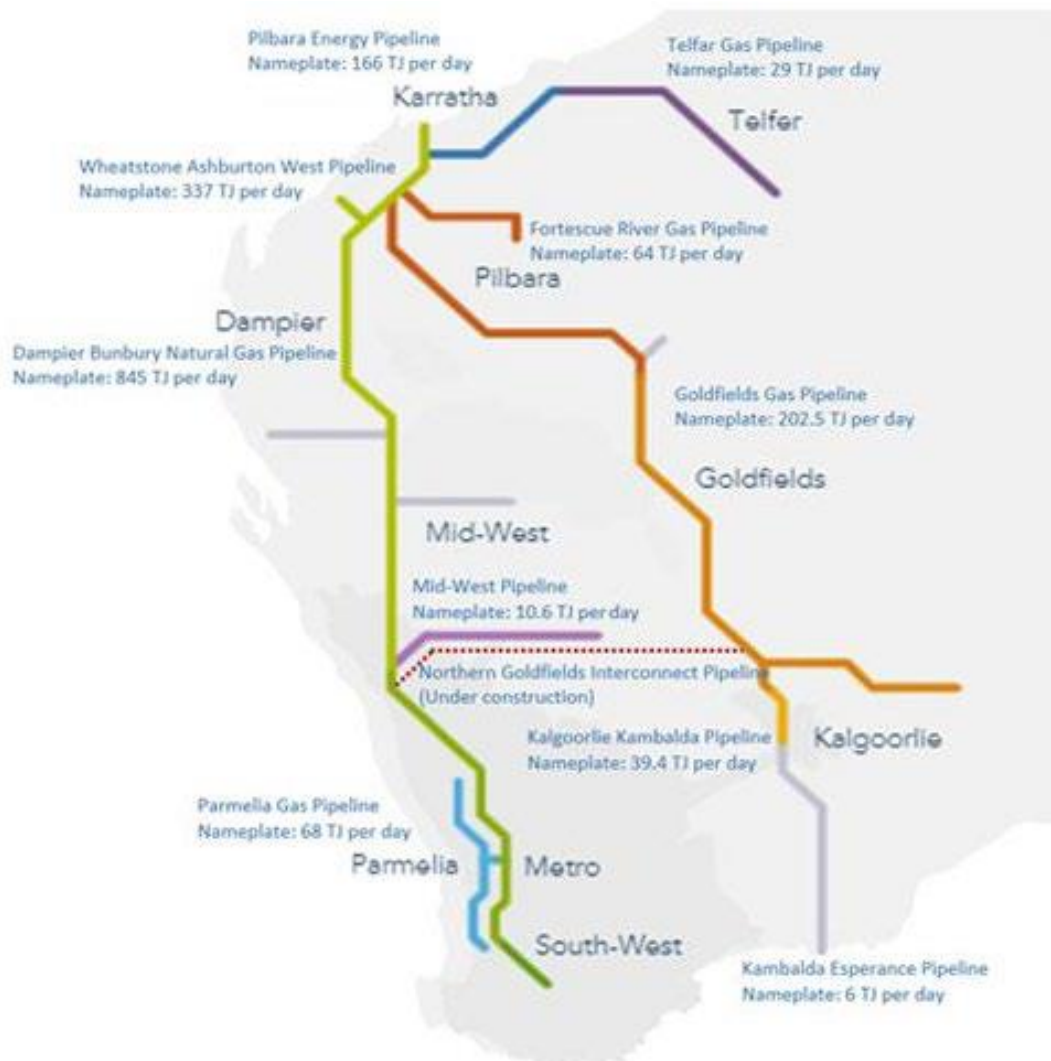 Pilbara Energy Pipeline
Nameplate: 166 TJ per day
Karratha
Telfar Gas Pipeline
Nameplate: 29 TJ per day
Telfer
Wheatstone Ashburton West Pipeline
Nameplate: 337 TJ per day
Fortescue River Gas Pipeline
Nameplate: 64 TJ per day
Pilbara
Dampier
Dampier Bunbury Natural Gas Pipeline
Nameplate: 845 TJ per day
Goldfields Gas Pipeline
Nameplate: 202.5 TJ per day
Goldfields
Mid-West
Mid-West Pipeline
Nameplate: 10.6 TJ per day
Northern Goldfields Interconnect Pipeline
(Under construction)
Kalgoorlie Kambalda Pipeline
Nameplate: 39.4 TJ per day
Kalgoorlie
Parmelia Gas Pipeline
Nameplate: 68 TJ per day
Parmelia
Metro
South-West
Kambalda Esperance Pipeline
Nameplate: 6 TJ per day